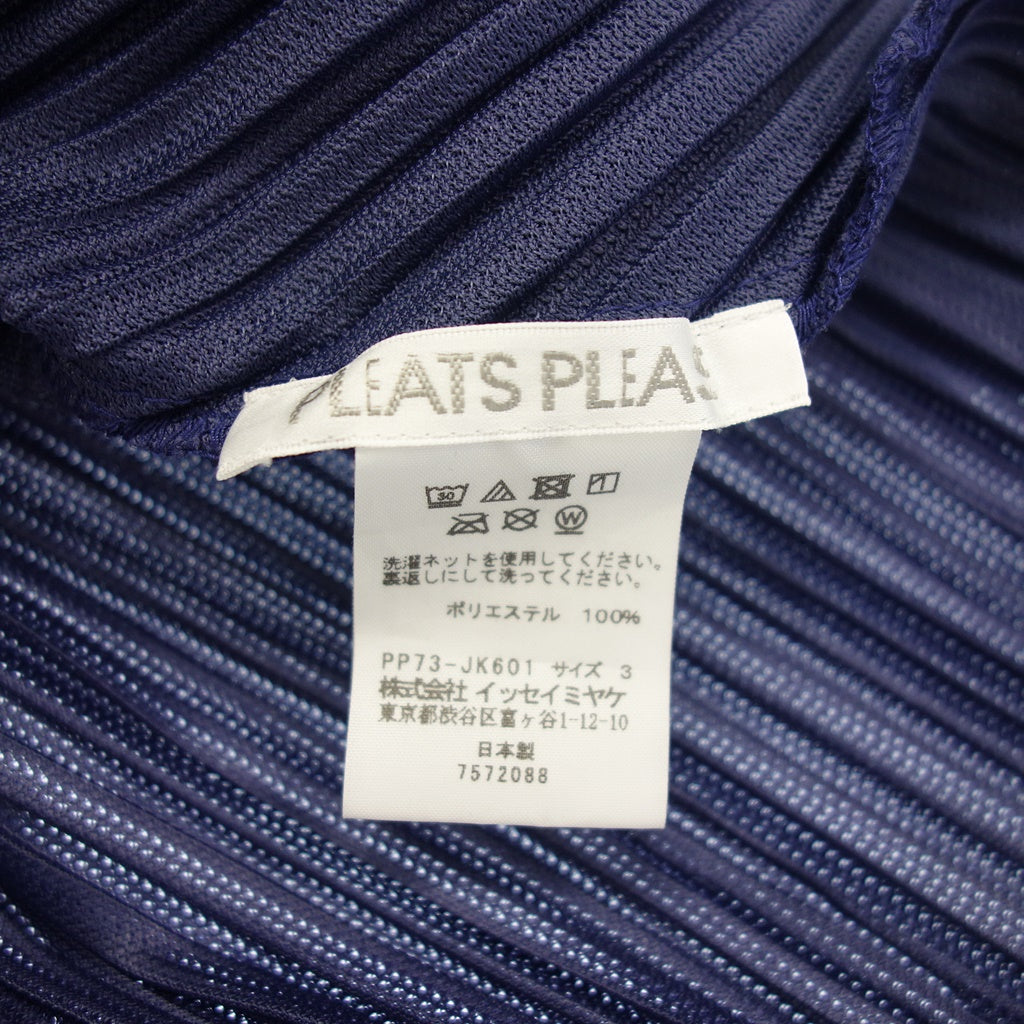 PLEATS PLEAS
30
W
洗濯ネットを使用してください。
裏返しにして洗ってください。
ポリエステル 100%
PP73-JK601 サイズ 3
株式会社 イッセイミヤケ
東京都渋谷区富ヶ谷1-12-10
日本製
7572088